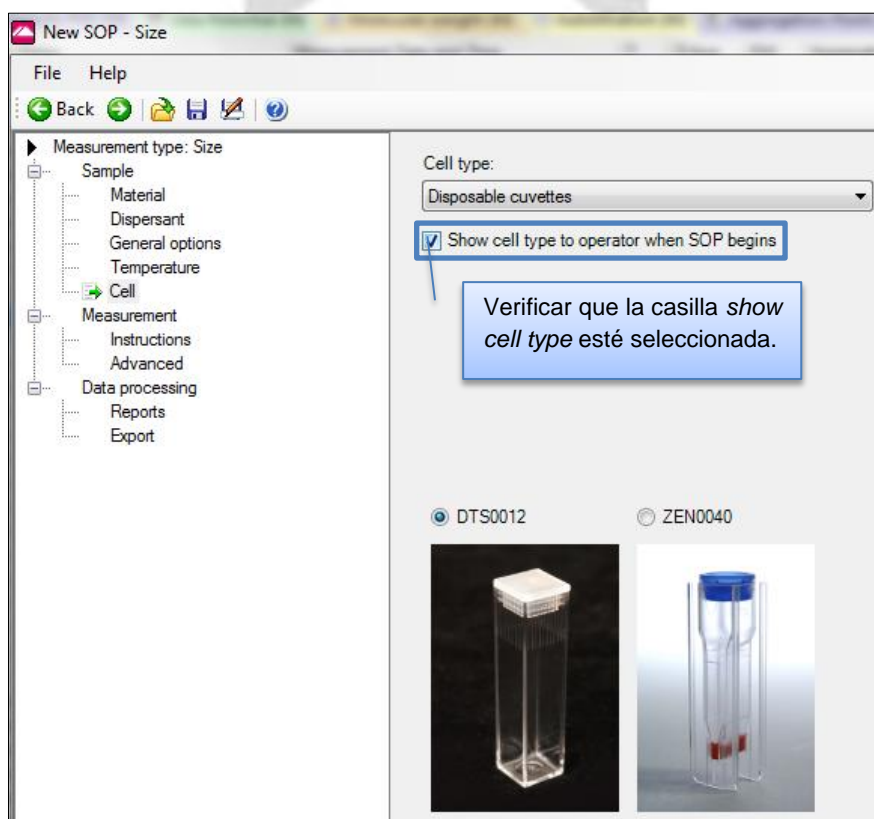 New SOP - Size
File Help
Back
Measurement type: Size
Sample
Material
Dispersant
General options
Temperature
Cell
Measurement
Instructions
Advanced
Data processing
Reports
Export
Cell type:
Disposable cuvettes
Show cell type to operator when SOP begins
Verificar que la casilla show
cell type esté seleccionada.
DTS0012 ZEN0040